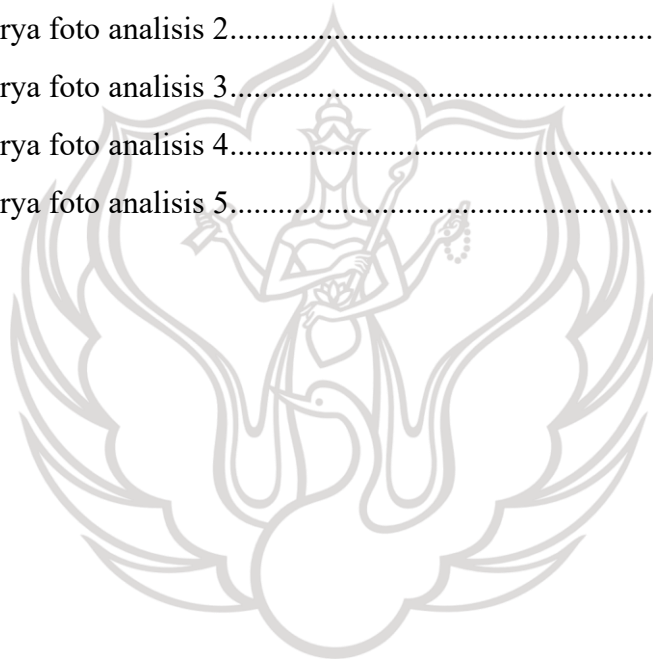 rya foto analisis 2....................................................
rya foto analisis 3....................................................
rya foto analisis 4....................................................
rya foto analisis 5....................................................